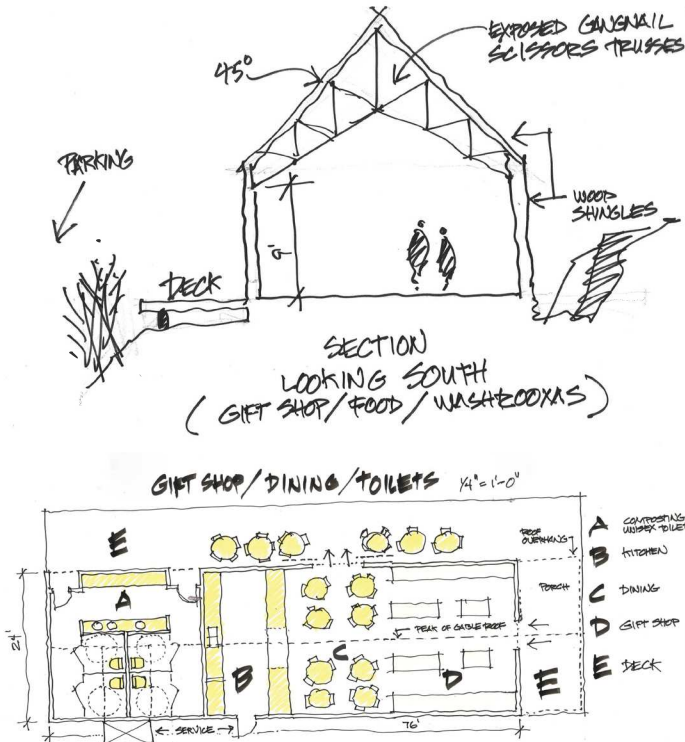 EXPOSED GANGNAIL
SCISSORS TRUSSES
45°
PARKING
WOOD
SHINGLES
9'
DECK
SECTION
LOOKING SOUTH
(GIFT SHOP/FOOD/WASHROOMS)
GIFT SHOP/DINING/TOILETS 1/4"=1'-0"
E
ROOF
OVERHANG
A COMPOSTING
UNISEX TOILET
B KITCHEN
A
PORCH
C DINING
24'
PEAK OF GABLE ROOF
D GIFT SHOP
C
B
D
E
E DECK
SERVICE
76'